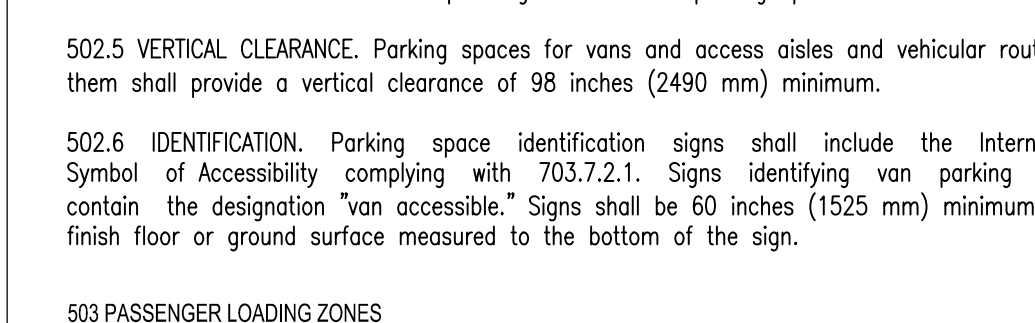 502.5 VERTICAL CLEARANCE. Parking spaces for vans and access aisles and vehicular
them shall provide a vertical clearance of 98 inches (2490 mm) minimum.
502.6 IDENTIFICATION. Parking space identification signs shall include the
Symbol of Accessibility complying with 703.7.2.1. Signs identifying van parking
contain the designation "van accessible." Signs shall be 60 inches (1525 mm) minimum
finish floor or ground surface measured to the bottom of the sign.
503 PASSENGER LOADING ZONES